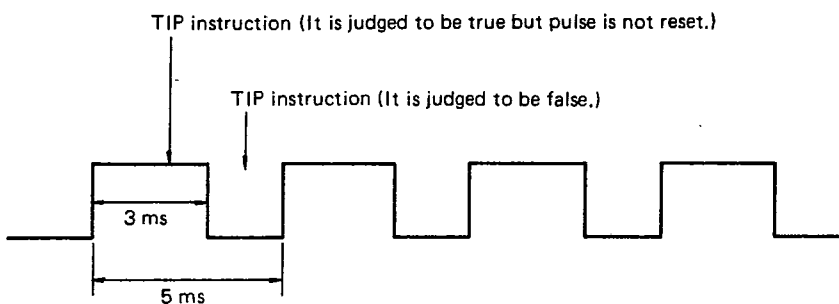 TIP instruction (It is judged to be true but pulse is not reset.)
TIP instruction (It is judged to be false.)
3 ms
5 ms